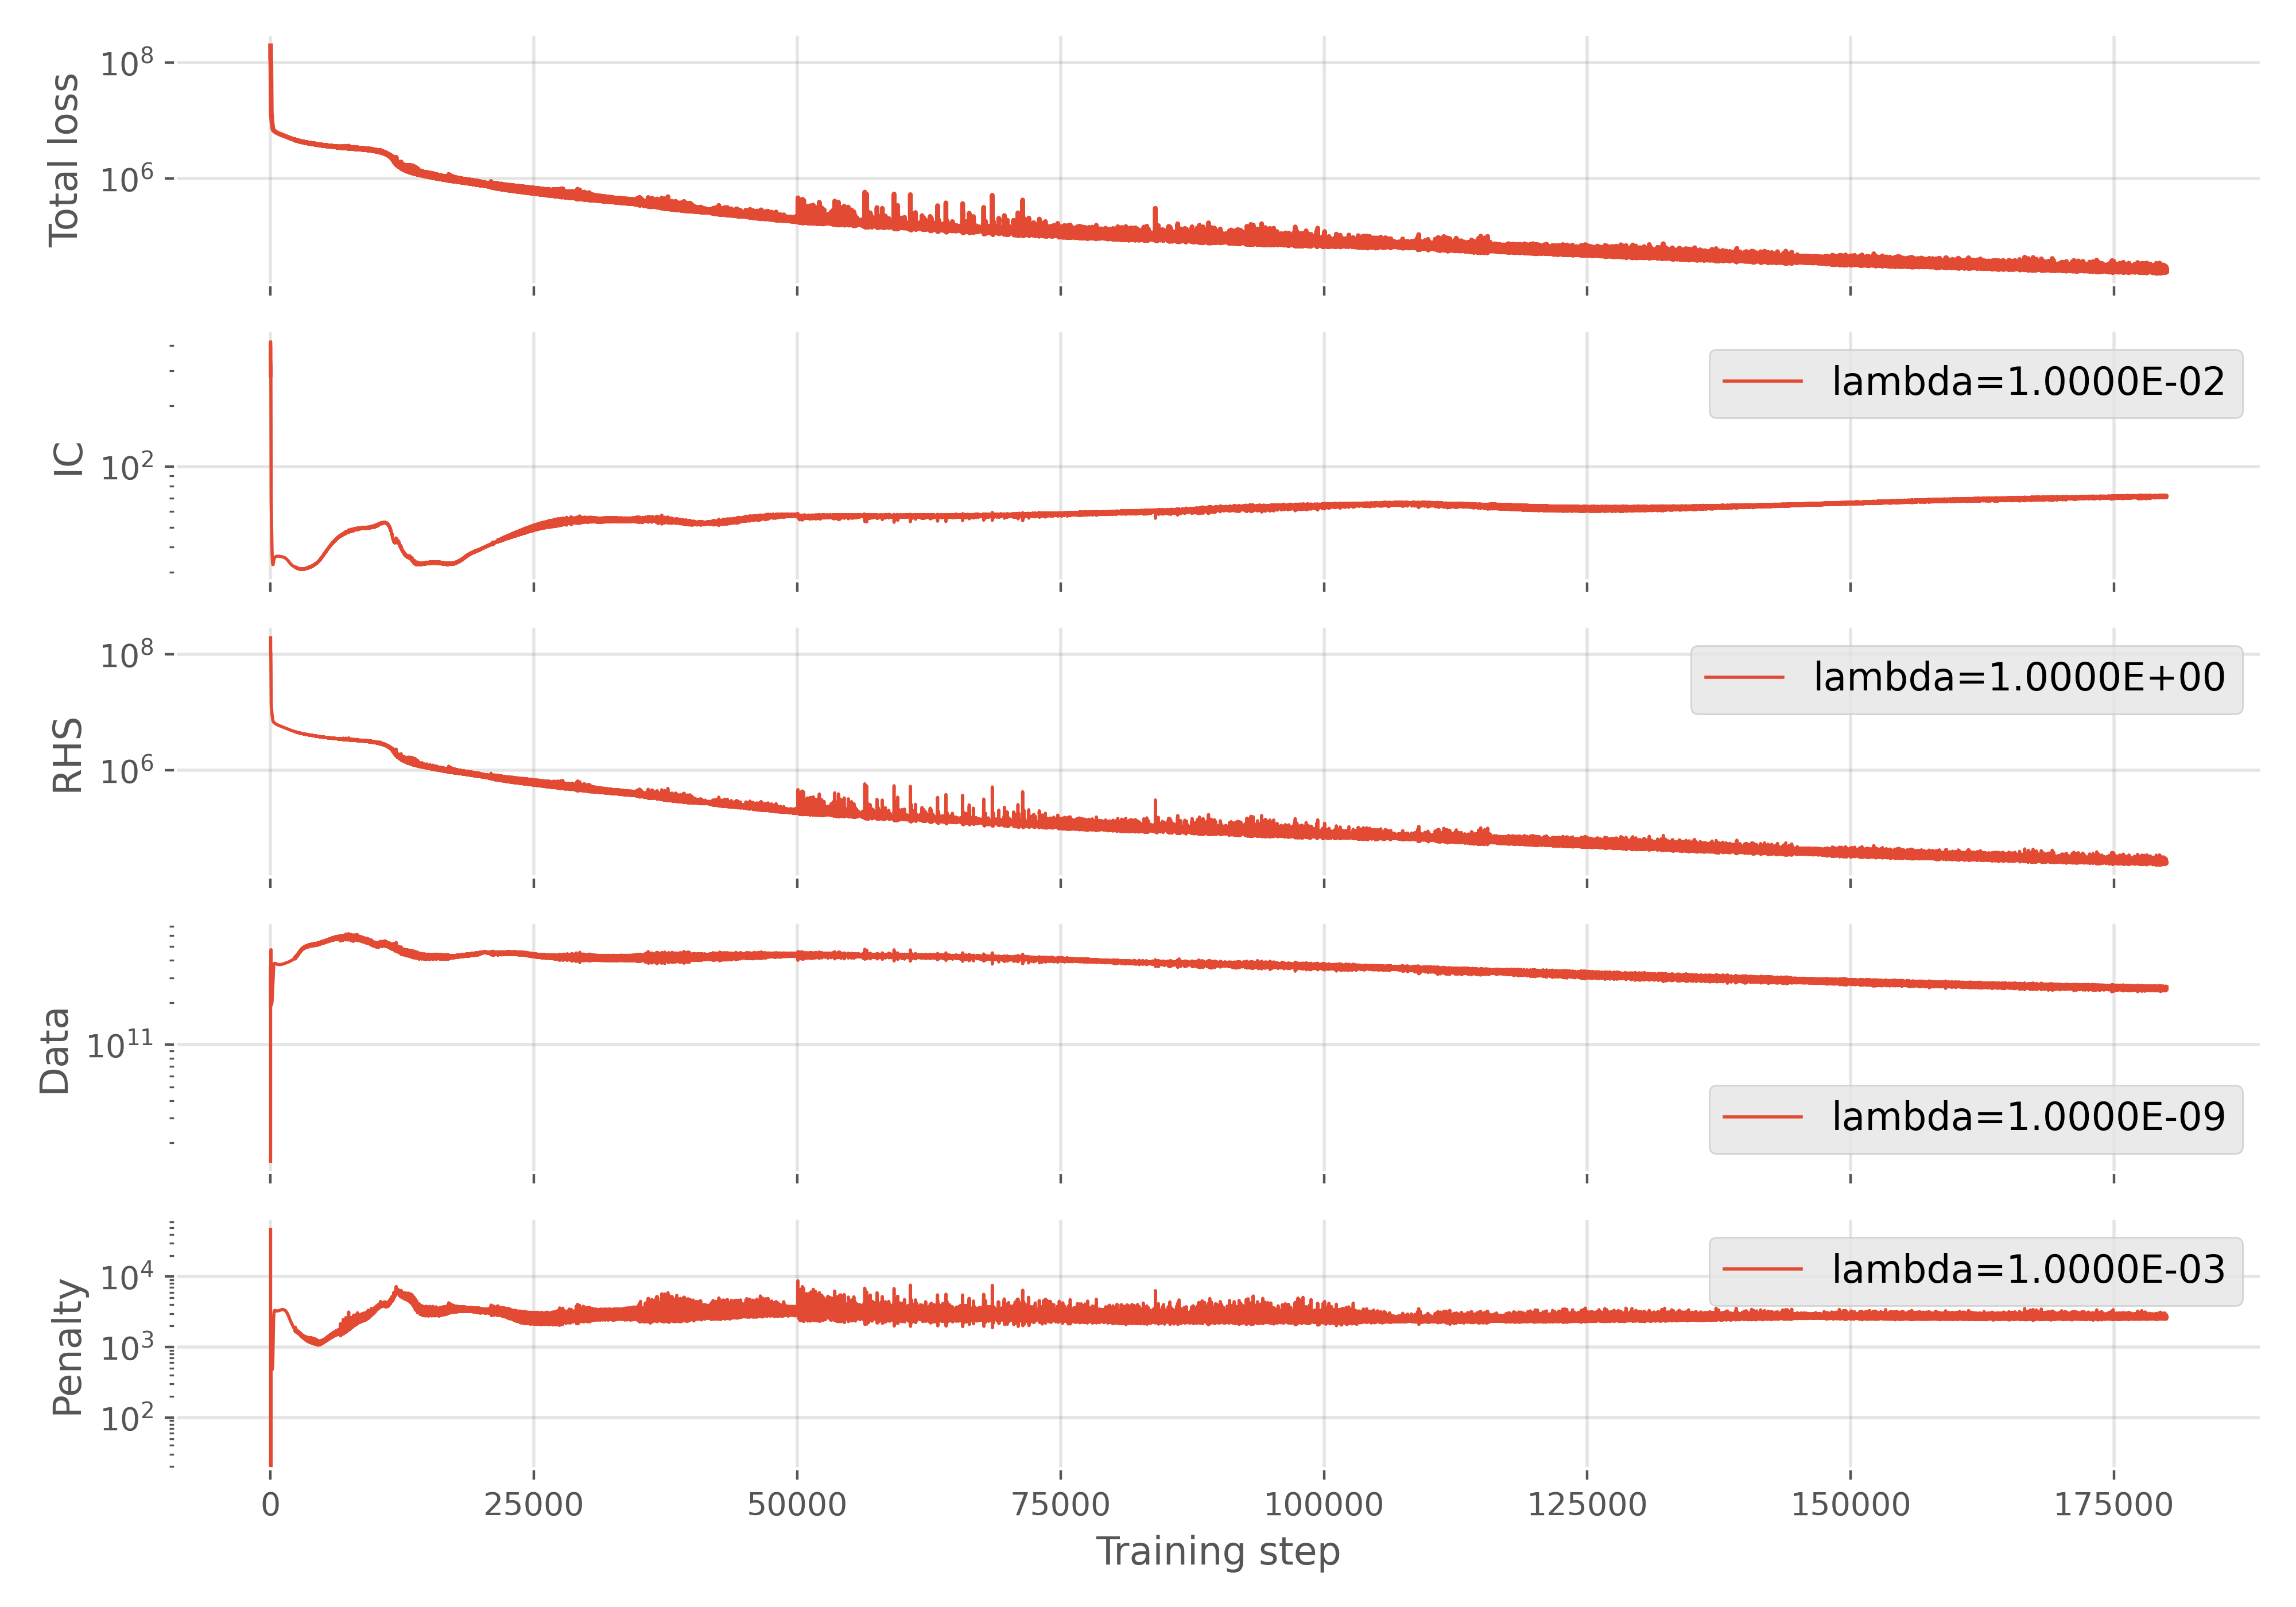 Total loss
10^8
10^6
IC
10^2
lambda=1.0000E-02
RHS
10^8
10^6
lambda=1.0000E+00
Data
10^11
lambda=1.0000E-09
Penalty
10^4
10^3
10^2
lambda=1.0000E-03
0 25000 50000 75000 100000 125000 150000 175000
Training step